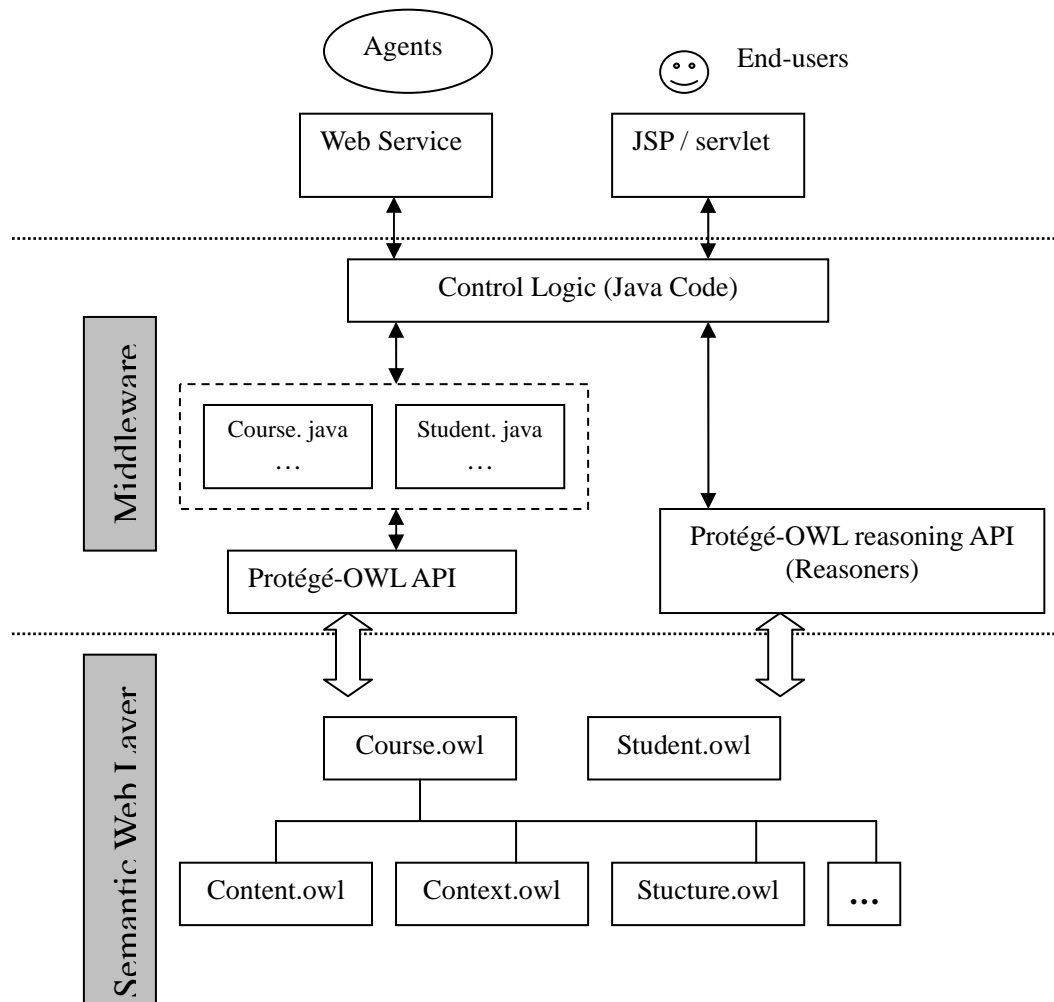 Agents
End-users
Web Service
JSP / servlet
Control Logic (Java Code)
Middleware
Course. java
…
Student. java
…
Protégé-OWL API
Protégé-OWL reasoning API
(Reasoners)
Semantic Web Layer
Course.owl
Student.owl
Content.owl
Context.owl
Stucture.owl
...